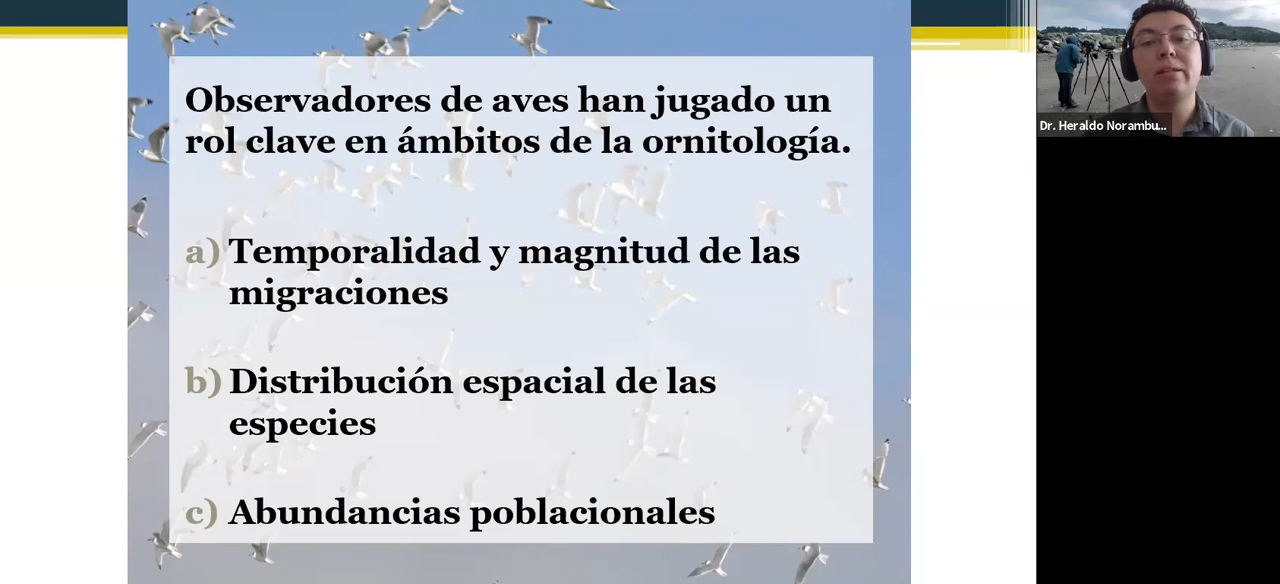 Observadores de aves han jugado un
rol clave en ámbitos de la ornitología.
a) Temporalidad y magnitud de las
migraciones
b) Distribución espacial de las
especies
c) Abundancias poblacionales
Dr. Heraldo Norambu...